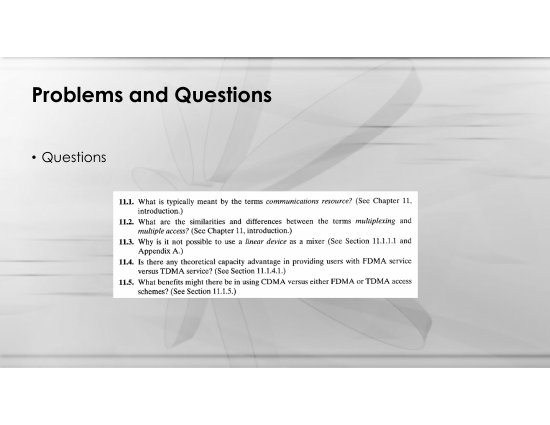 Problems and Questions
• Questions
11.1. What is typically meant by the terms communications resource? (See Chapter 11,
introduction.)
11.2. What are the similarities and differences between the terms multiplexing and
multiple access? (See Chapter 11, introduction.)
11.3. Why is it not possible to use a linear device as a mixer (See Section 11.1.1.1 and
Appendix A.)
11.4. Is there any theoretical capacity advantage in providing users with FDMA service
versus TDMA service? (See Section 11.1.4.1.)
11.5. What benefits might there be in using CDMA versus either FDMA or TDMA access
schemes? (See Section 11.1.5.)